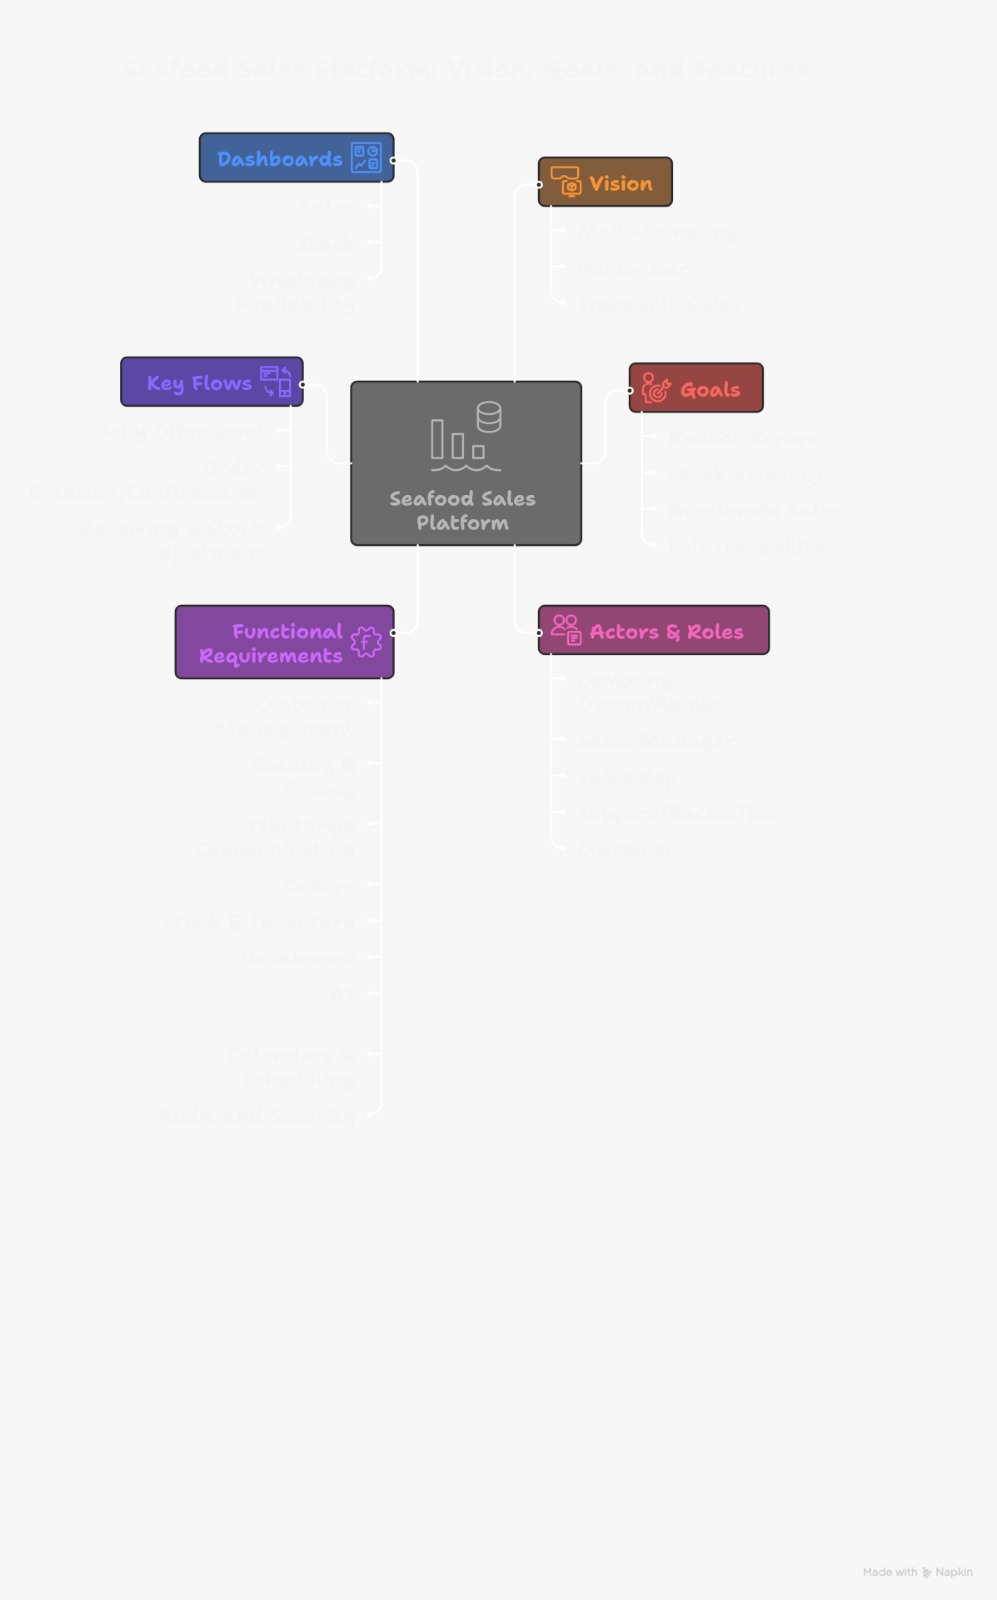 Seafood Sales Platform: Vision, Goals, and Features
Dashboards
Sales
Stock
Whatsapp
Availability
Vision
Multi-Company
Multi-User
Traceable Sales
Key Flows
Daily Offer Send
Order
Creation/Confirmation
Receiving & Stock
Adjustment
Goals
Reduce Errors
Stock Visibility
Accelerate Sales
Full Traceaility
Seafood Sales
Platform
Functional
Requirements
Customer
Management
Catalog &
Pricing
WhatsApp
Communication
Orders
Stock & Inventory
Dashboard
Calendars &
Scheduling
Audit and Security
Actors & Roles
Company
Owner/Admin
Sales Manager
Sales Rep
Support/Backoffice
Customer
Made with Napkin